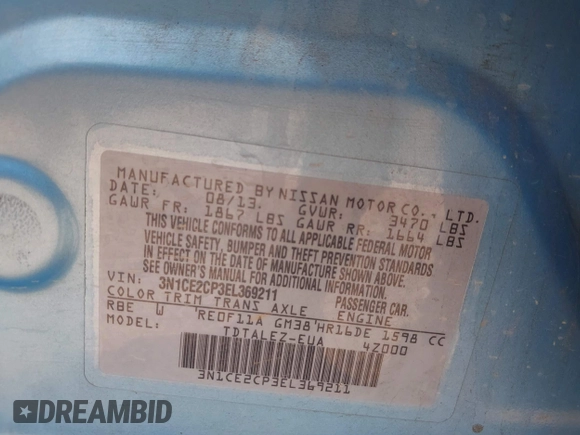 MANUFACTURED BY NISSAN MOTOR CO., LTD.
DATE: 08/13. GVWR: 3470 LBS
GAWR FR: 1867 LBS GAWR RR: 1664 LBS
THIS VEHICLE CONFORMS TO ALL APPLICABLE FEDERAL MOTOR
VEHICLE SAFETY, BUMPER AND THEFT PREVENTION STANDARDS
IN EFFECT ON THE DATE OF MANUFACTURE SHOWN ABOVE.
SEE OWNER'S MANUAL FOR ADDITIONAL INFORMATION.
VIN: 3N1CE2CP3EL369211 PASSENGER CAR.
COLOR TRIM TRANS AXLE ENGINE
RBE W RE0F11A GM38 HR16DE 1598 CC
MODEL: TDTALEZ-EUA 4Z000
3N1CE2CP3EL369211
DREAMBID